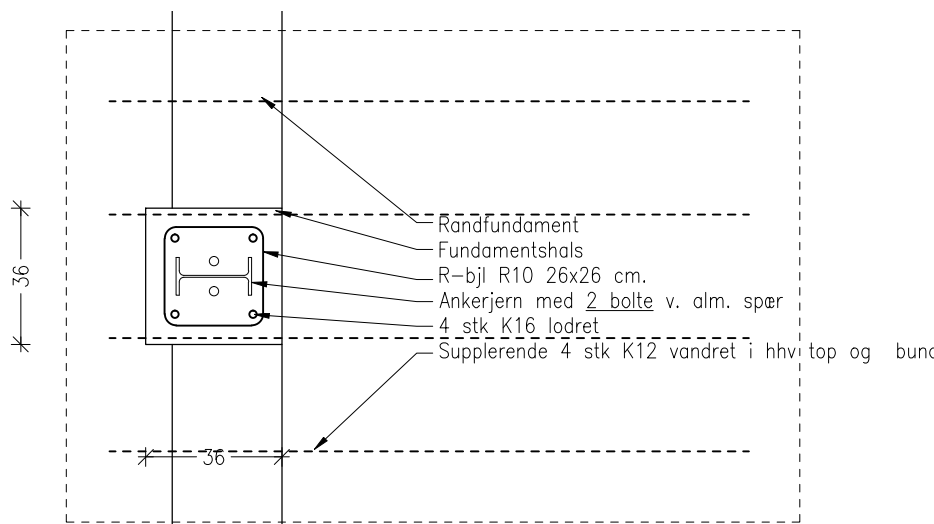 Randfundament
Fundamentshals
R-bjl R10 26x26 cm.
Ankerjern med 2 bolte v. alm. spær
4 stk K16 lodret
Supplerende 4 stk K12 vandret i hhv top og
36
36